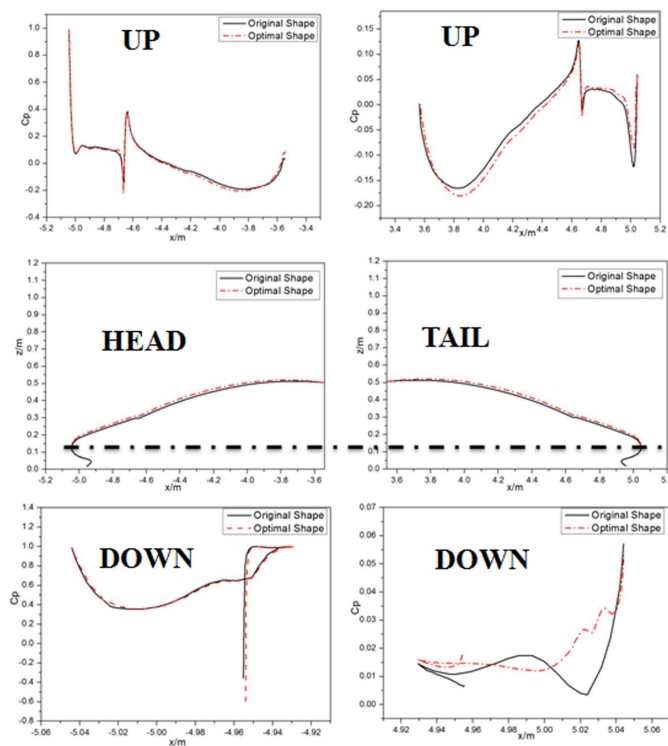 UP
Original Shape
Optimal Shape
Cp
1.0
0.8
0.6
0.4
0.2
0.0
-0.2
-0.4
-5.2 -5.0 -4.8 -4.6 -4.4 -4.2 -4.0 -3.8 -3.6 -3.4
x/m
UP
Original Shape
Optimal Shape
Cp
0.15
0.10
0.05
0.00
-0.05
-0.10
-0.15
-0.20
3.4 3.6 3.8 4.0 4.2 4.4 4.6 4.8 5.0 5.2
x/m
HEAD
Original Shape
Optimal Shape
z/m
1.2
1.1
1.0
0.9
0.8
0.7
0.6
0.5
0.4
0.3
0.2
0.1
0.0
-5.2 -5.0 -4.8 -4.6 -4.4 -4.2 -4.0 -3.8 -3.6
x/m
TAIL
Original Shape
Optimal Shape
z/m
1.2
1.1
1.0
0.9
0.8
0.7
0.6
0.5
0.4
0.3
0.2
0.1
0.0
3.6 3.8 4.0 4.2 4.4 4.6 4.8 5.0 5.2
x/m
DOWN
Original Shape
Optimal Shape
Cp
1.4
1.2
1.0
0.8
0.6
0.4
0.2
0.0
-0.2
-0.4
-0.6
-0.8
-5.06 -5.04 -5.02 -5.00 -4.98 -4.96 -4.94 -4.92
x/m
DOWN
Original Shape
Optimal Shape
Cp
0.07
0.06
0.05
0.04
0.03
0.02
0.01
0.00
4.92 4.94 4.96 4.98 5.00 5.02 5.04 5.06
x/m